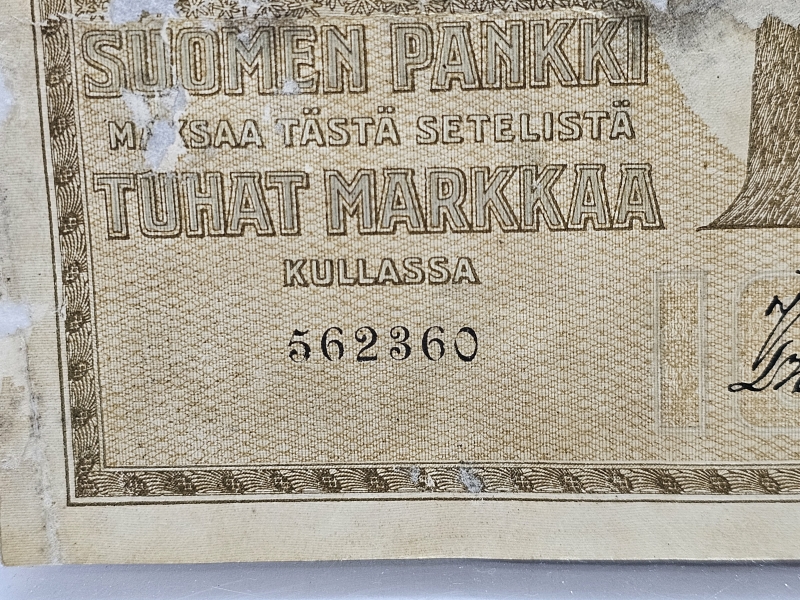 SUOMEN PANKKI
MAKSAA TÄSTÄ SETELISTÄ
TUHAT MARKKAA
KULLASSA
562360